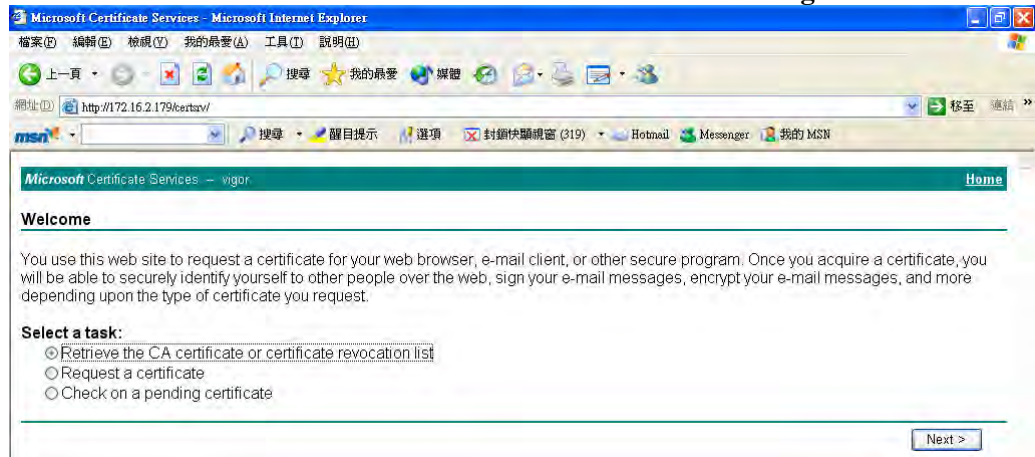 Microsoft Certificate Services - Microsoft Internet Explorer
檔案(F) 編輯(E) 檢視(V) 我的最愛(A) 工具(T) 說明(H)
上一頁 搜尋 我的最愛 媒體
網址(D) http://172.16.2.179/certsrv/ 移至 連結 »
msn 搜尋 醒目提示 選項 封鎖快顯視窗 (319) Hotmail Messenger 我的 MSN
Microsoft Certificate Services -- vigor Home
Welcome
You use this web site to request a certificate for your web browser, e-mail client, or other secure program. Once you acquire a certificate, you
will be able to securely identify yourself to other people over the web, sign your e-mail messages, encrypt your e-mail messages, and more
depending upon the type of certificate you request.
Select a task:
Retrieve the CA certificate or certificate revocation list
Request a certificate
Check on a pending certificate
Next >